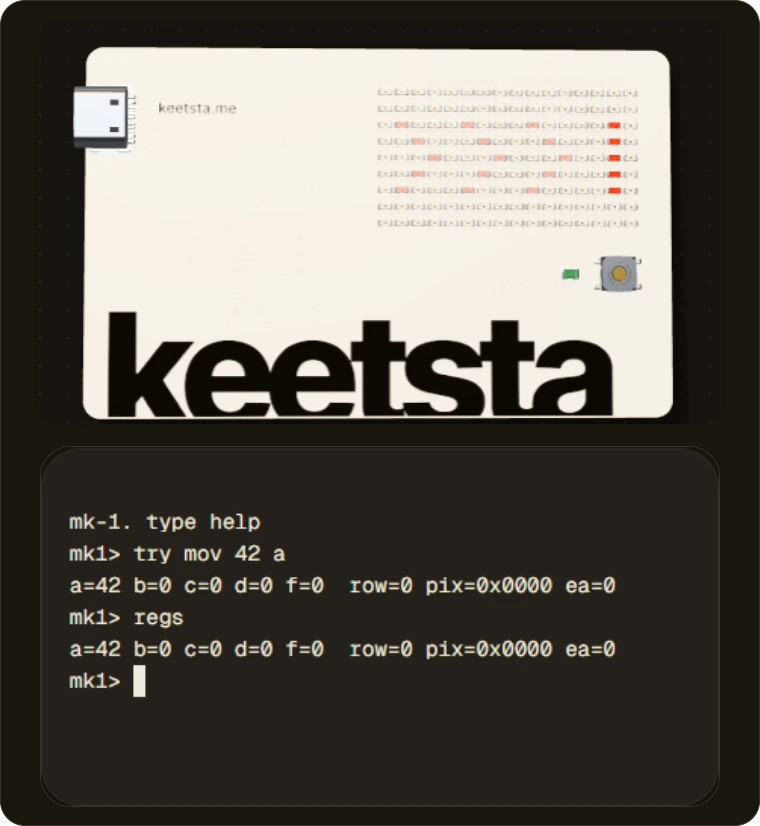 keetsta.me
keetsta
mk-1. type help
mk1> try mov 42 a
a=42 b=0 c=0 d=0 f=0  row=0 pix=0x0000 ea=0
mk1> regs
a=42 b=0 c=0 d=0 f=0  row=0 pix=0x0000 ea=0
mk1>